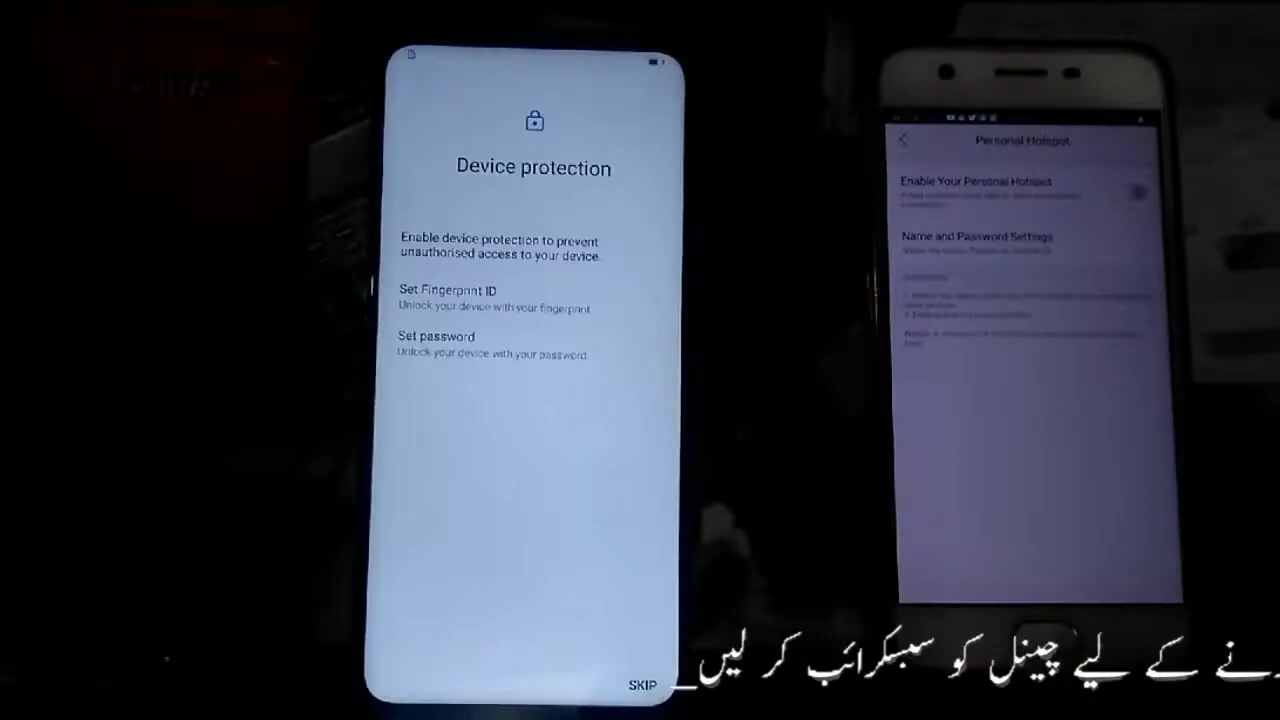 Device protection
Enable device protection to prevent
unauthorised access to your device.
Set Fingerprint ID
Unlock your device with your fingerprint
Set password
Unlock your device with your password.
SKIP
Personal Hotspot
Enable Your Personal Hotspot
Name and Password Settings
نے کے لیے چینل کو سبسکرائب کر لیں_